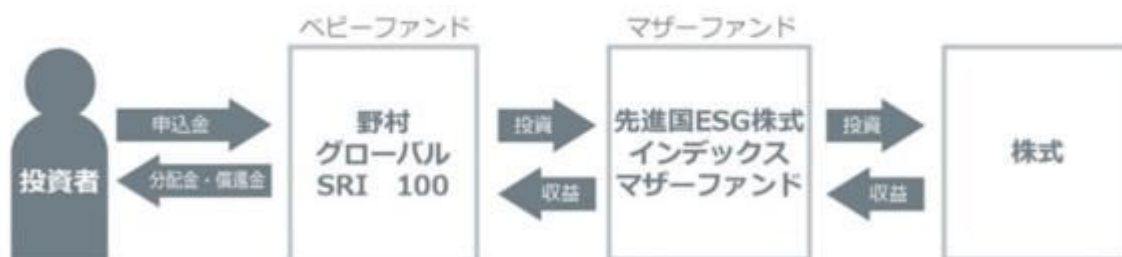 ベビーファンド
マザーファンド
投資者
申込金
分配金・償還金
野村
グローバル
SRI 100
投資
収益
先進国ESG株式
インデックス
マザーファンド
投資
収益
株式